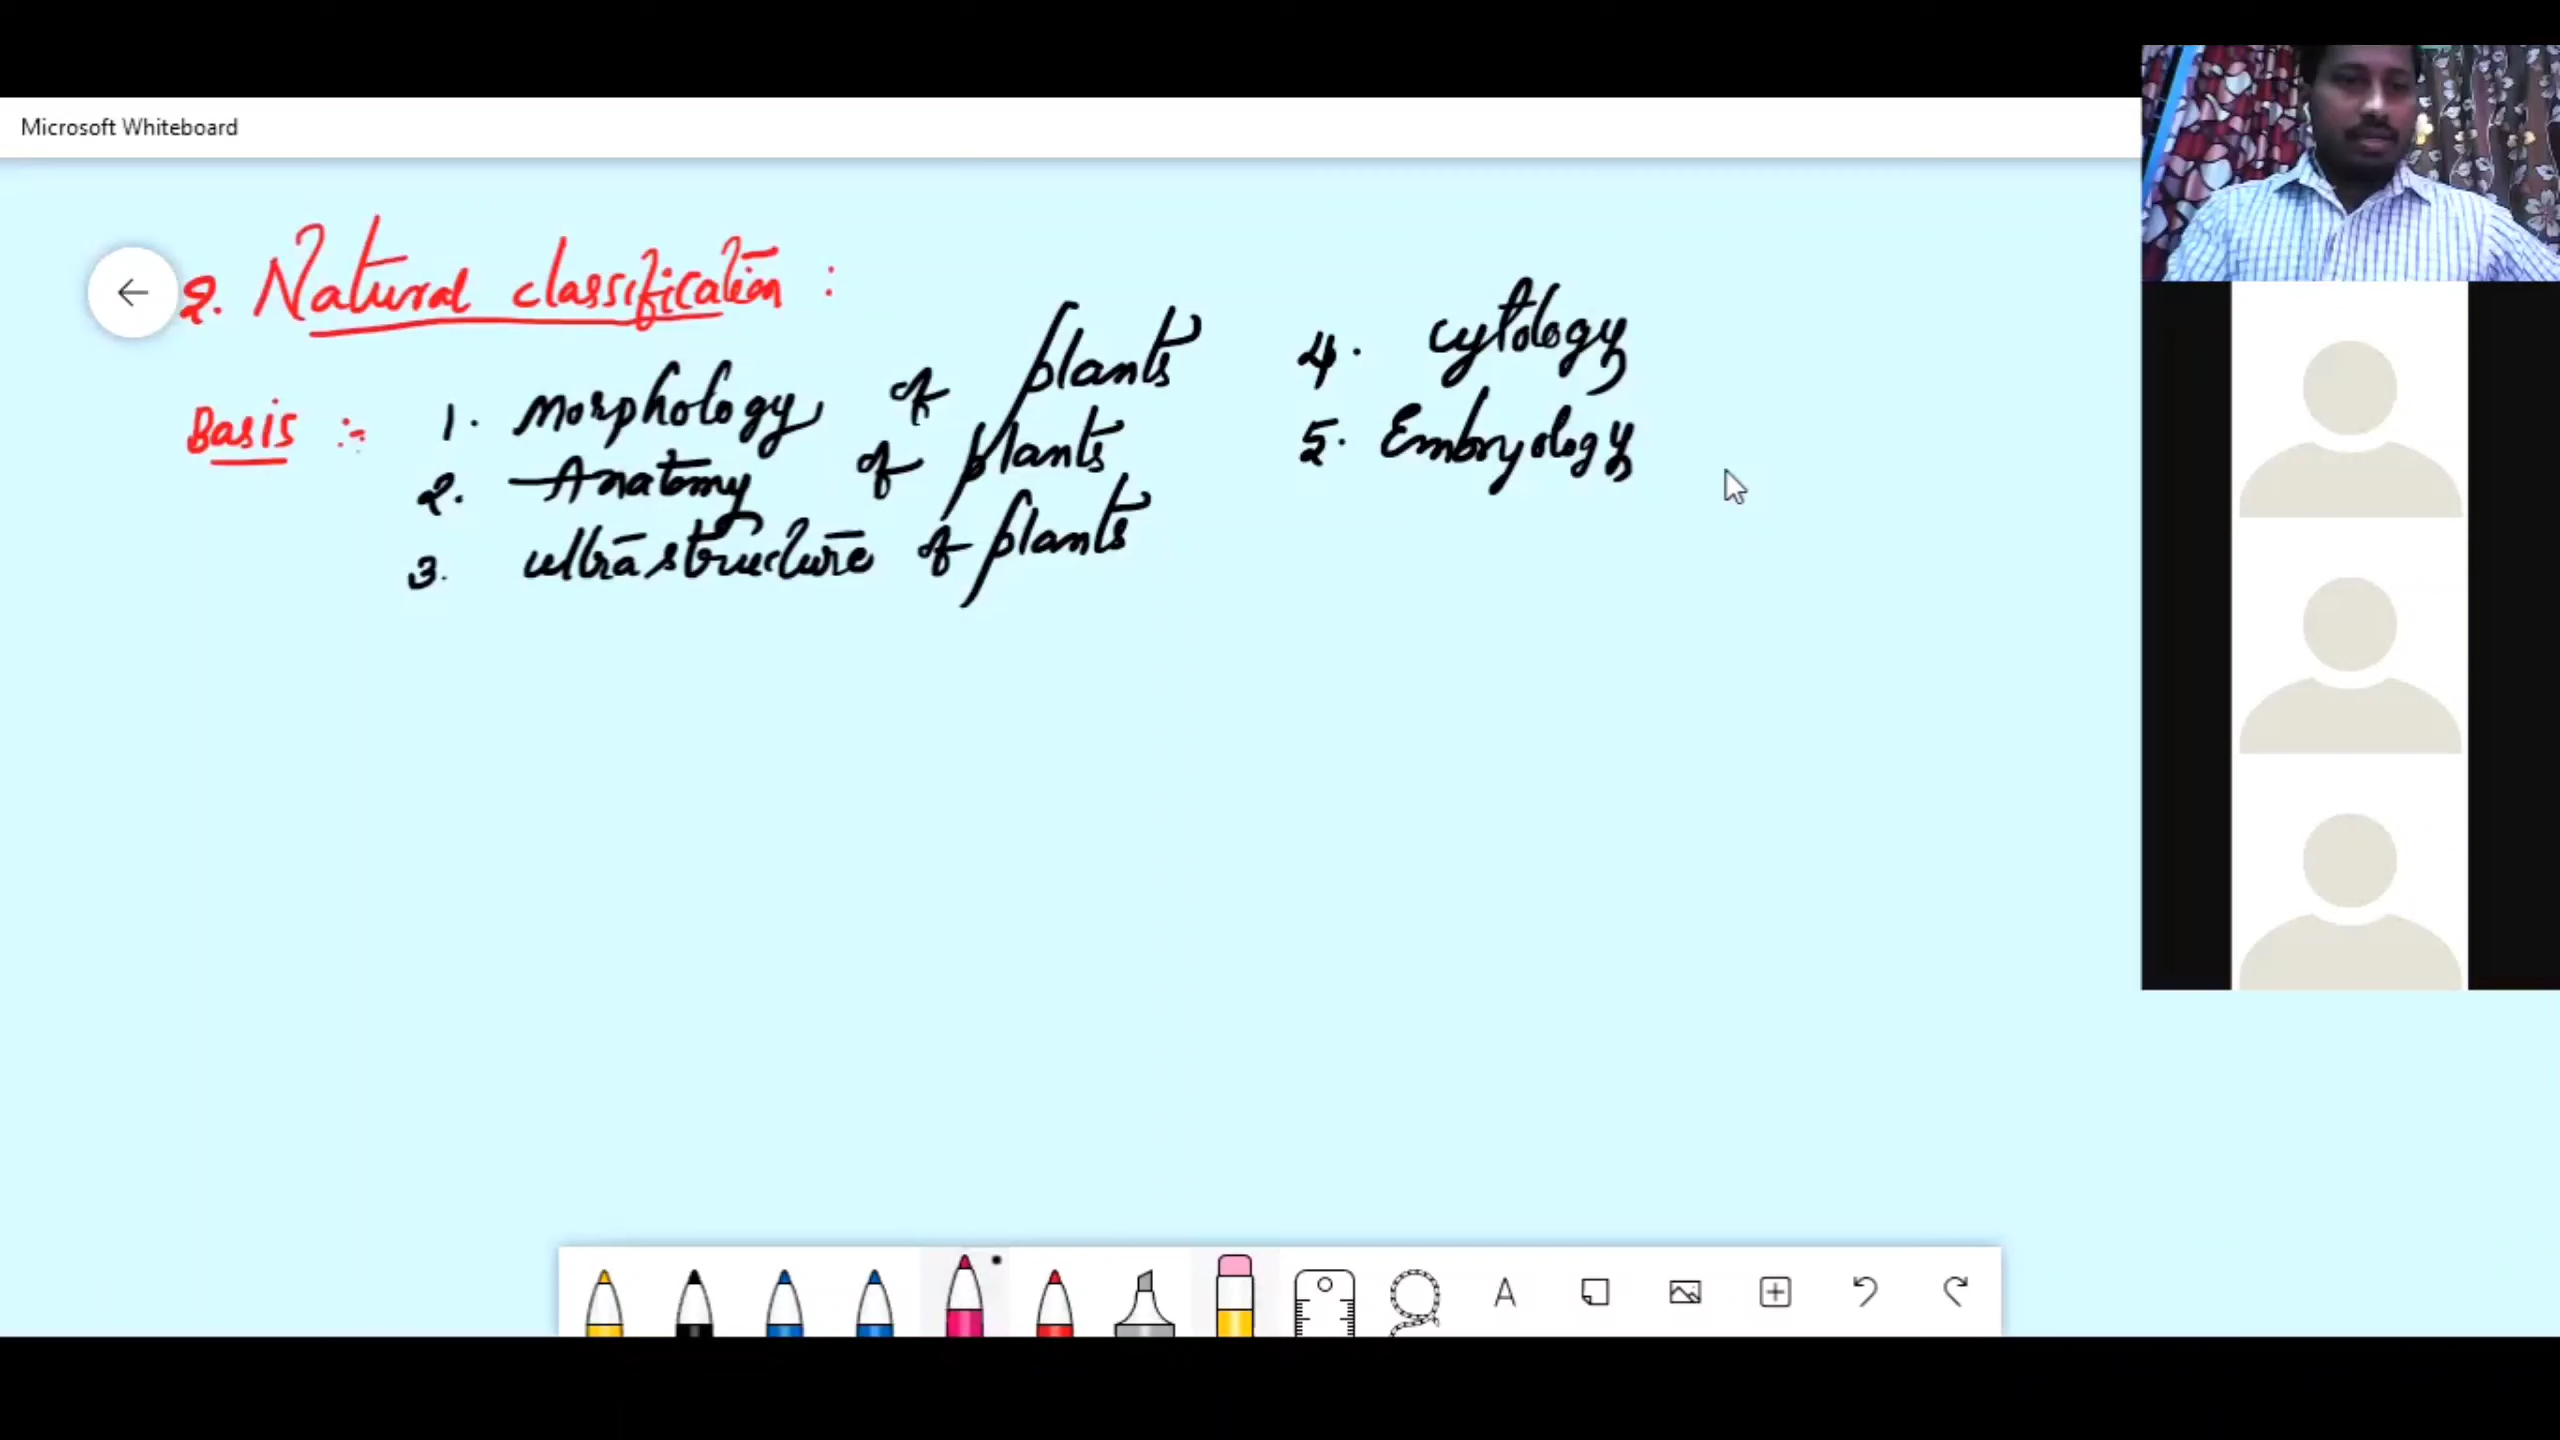 Microsoft Whiteboard
2. Natural classification :
Basis :-
1. Morphology of plants
2. Anatomy of plants
3. ultrastructure of plants
4. cytology
5. Embryology
A